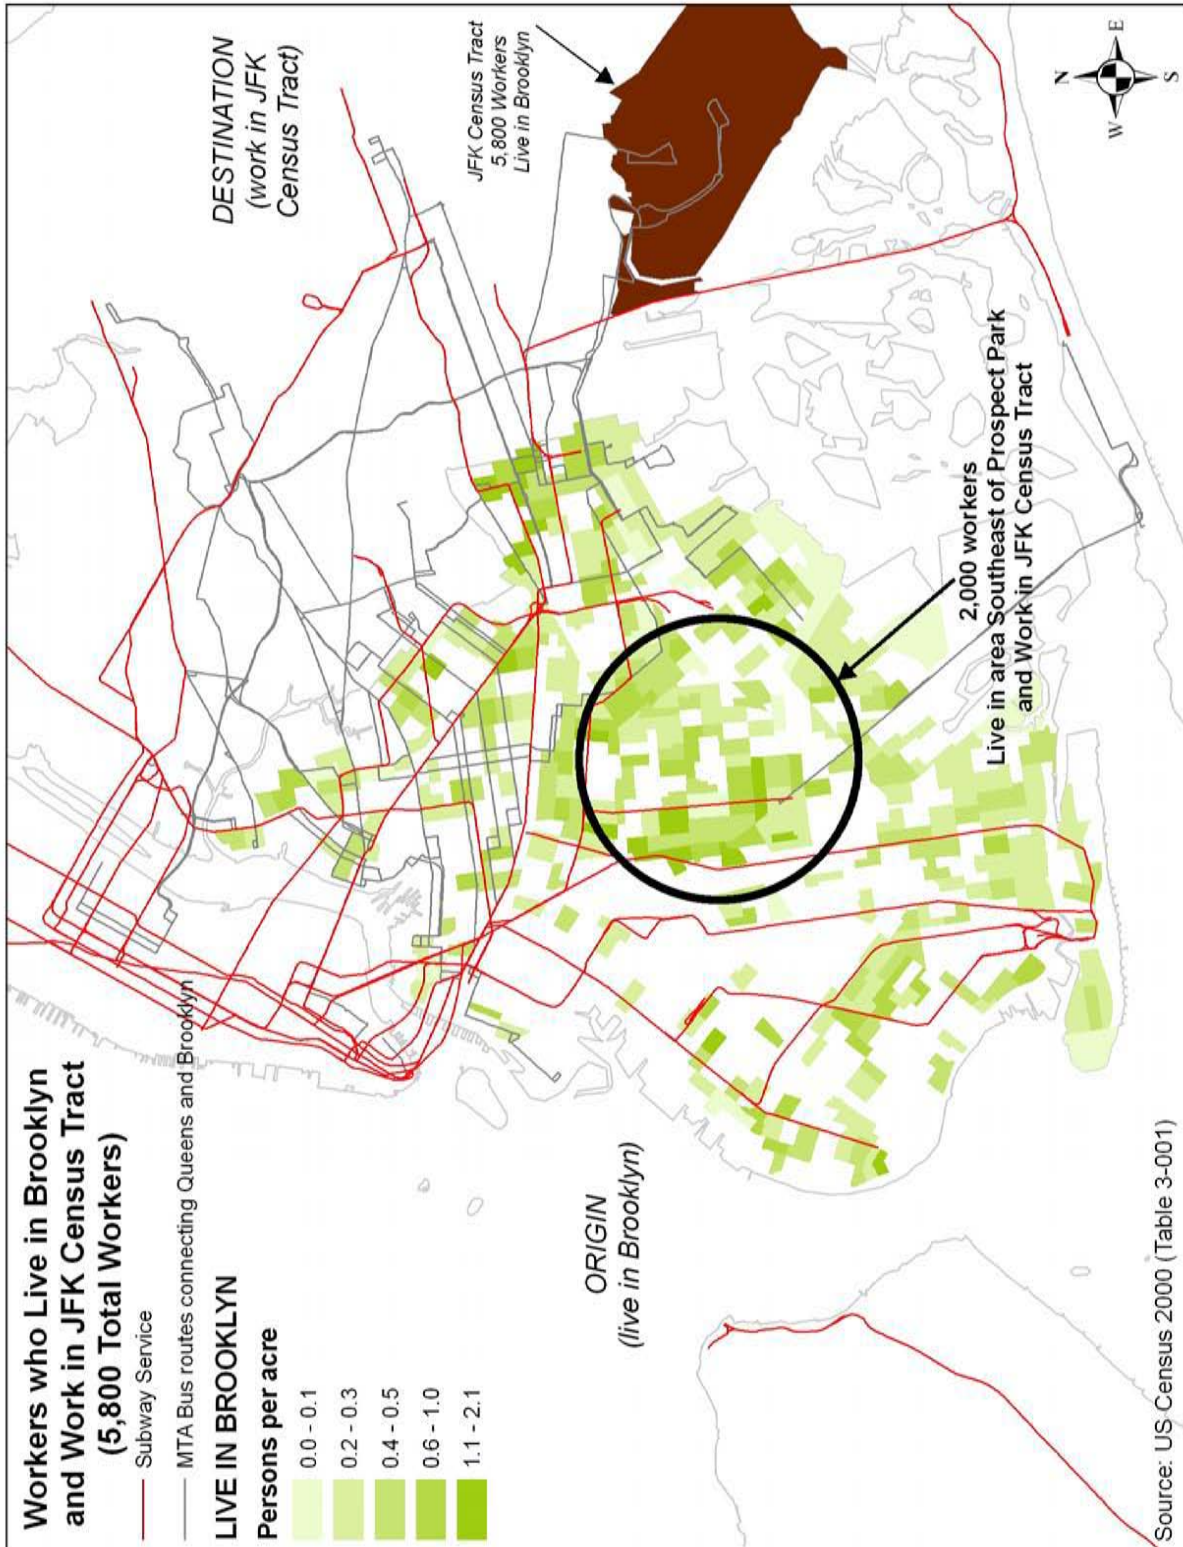 Workers who Live in Brooklyn
and Work in JFK Census Tract
(5,800 Total Workers)
Subway Service
MTA Bus routes connecting Queens and Brooklyn
LIVE IN BROOKLYN
Persons per acre
0.0 - 0.1
0.2 - 0.3
0.4 - 0.5
0.6 - 1.0
1.1 - 2.1
DESTINATION
(work in JFK
Census Tract)
JFK Census Tract
5,800 Workers
Live in Brooklyn
ORIGIN
(live in Brooklyn)
2,000 workers
Live in area Southeast of Prospect Park
and Work in JFK Census Tract
N
W
E
S
Source: US Census 2000 (Table 3-001)